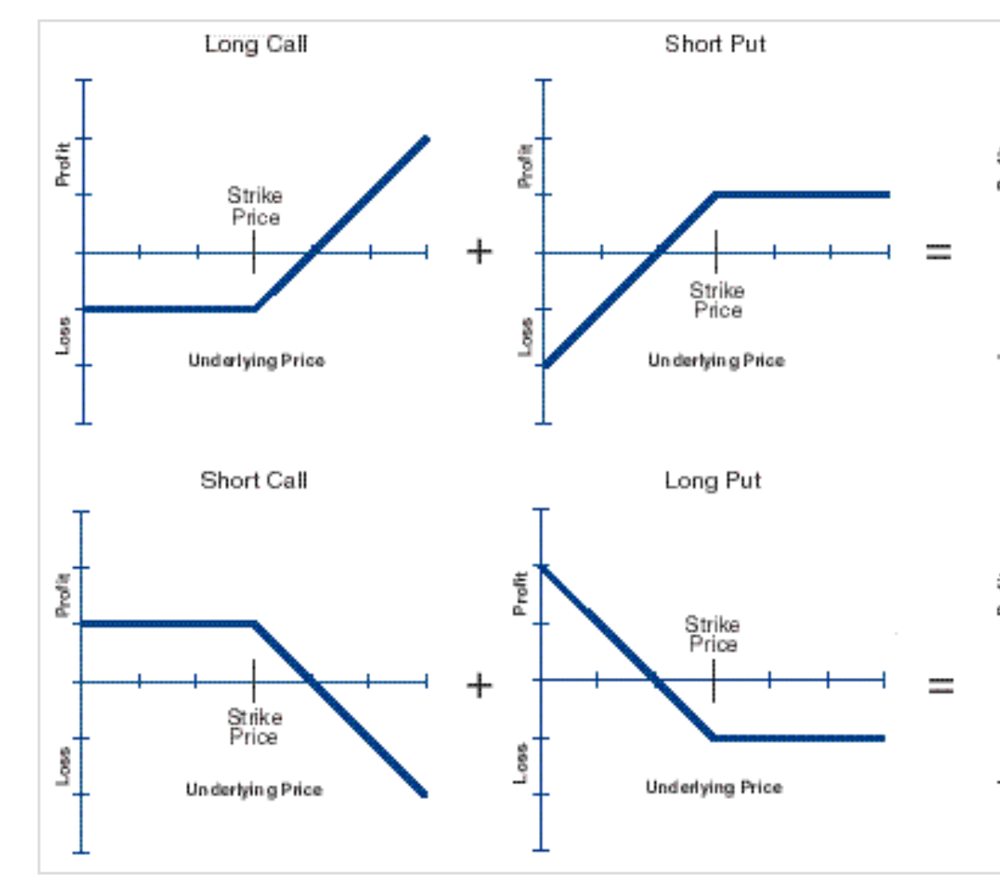 Long Call
Short Put
Profit
Strike
Price
Loss
Underlying Price
+
Profit
Strike
Price
Loss
Underlying Price
=
Short Call
Long Put
Profit
Strike
Price
Loss
Underlying Price
+
Profit
Strike
Price
Loss
Underlying Price
=